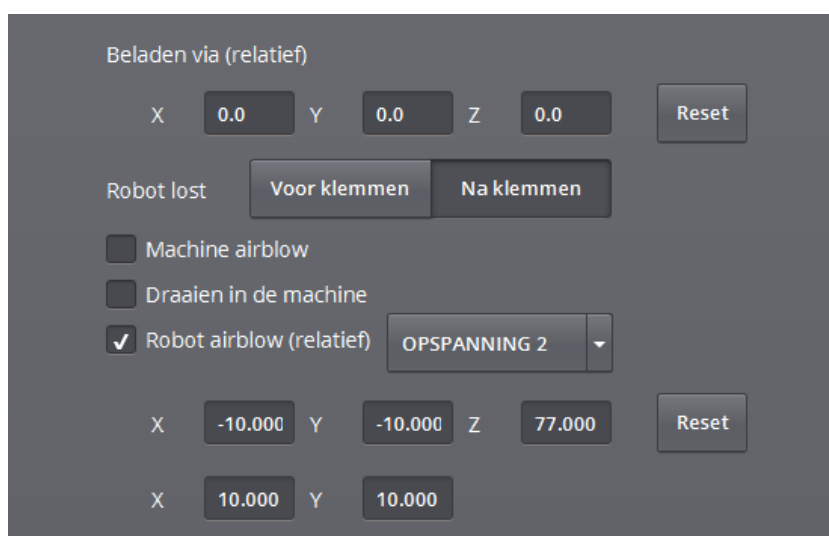 Beladen via (relatief)
X 0.0 Y 0.0 Z 0.0 Reset
Robot lost Voor klemmen Na klemmen
Machine airblow
Draaien in de machine
Robot airblow (relatief) OPSPANNING 2
X -10.000 Y -10.000 Z 77.000 Reset
X 10.000 Y 10.000